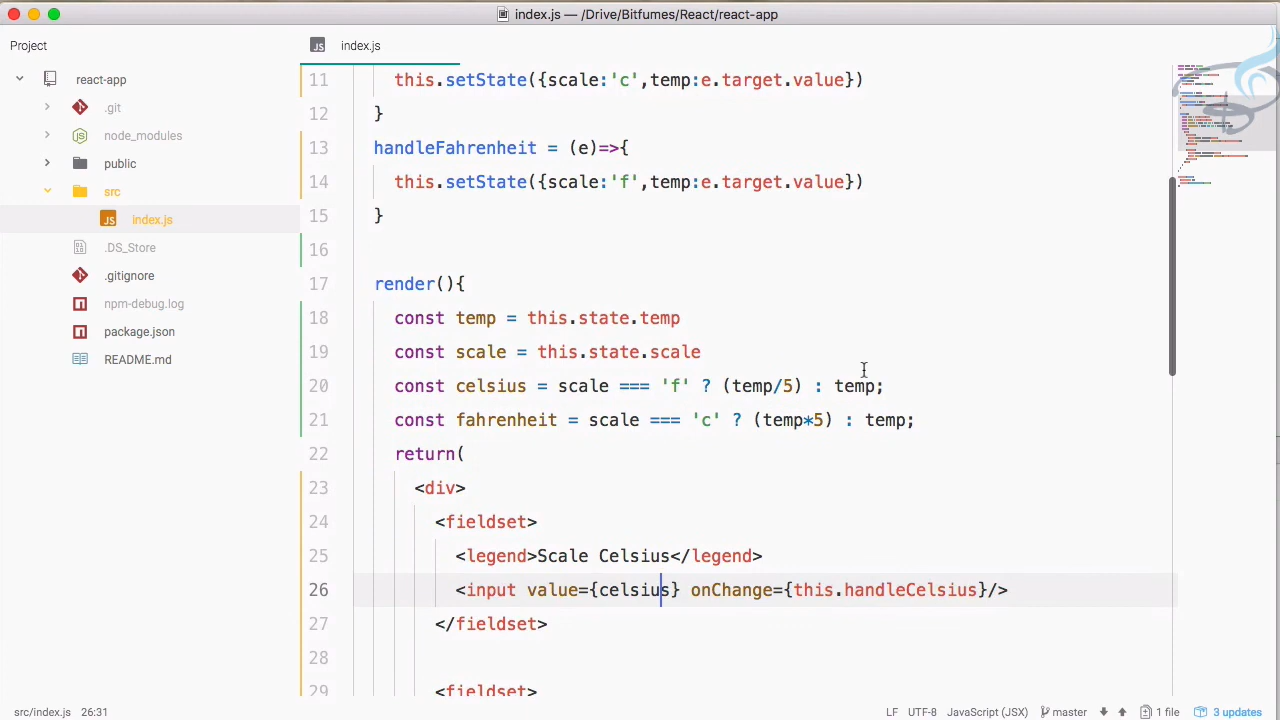 index.js — /Drive/Bitfumes/React/react-app
Project
index.js
react-app
.git
node_modules
public
src
index.js
.DS_Store
.gitignore
npm-debug.log
package.json
README.md
11 this.setState({scale:'c',temp:e.target.value})
12 }
13 handleFahrenheit = (e)=>{
14 this.setState({scale:'f',temp:e.target.value})
15 }
16
17 render(){
18 const temp = this.state.temp
19 const scale = this.state.scale
20 const celsius = scale === 'f' ? (temp/5) : temp;
21 const fahrenheit = scale === 'c' ? (temp*5) : temp;
22 return(
23 <div>
24 <fieldset>
25 <legend>Scale Celsius</legend>
26 <input value={celsius} onChange={this.handleCelsius}/>
27 </fieldset>
28
29 <fieldset>
src/index.js 26:31 LF UTF-8 JavaScript (JSX) master 1 file 3 updates